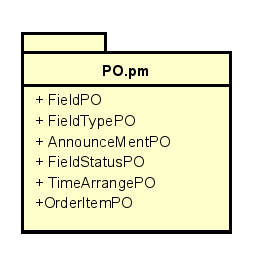 PO.pm
+ FieldPO
+ FieldTypePO
+ AnnounceMentPO
+ FieldStatusPO
+ TimeArrangePO
+OrderItemPO